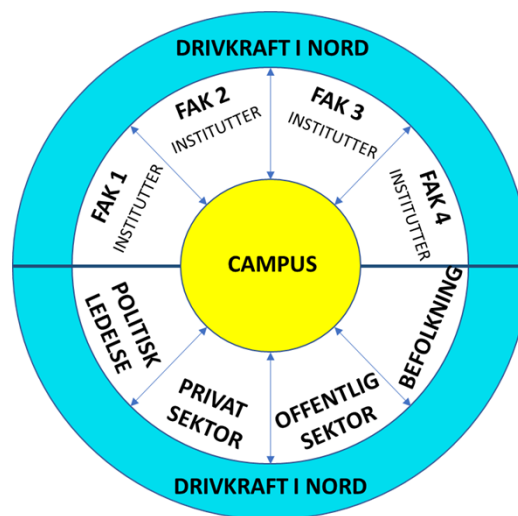 DRIVKRAFT I NORD
FAK 1
INSTITUTTER
FAK 2
INSTITUTTER
FAK 3
INSTITUTTER
FAK 4
INSTITUTTER
CAMPUS
POLITISK
LEDELSE
PRIVAT
SEKTOR
OFFENTLIG
SEKTOR
BEFOLKNING
DRIVKRAFT I NORD